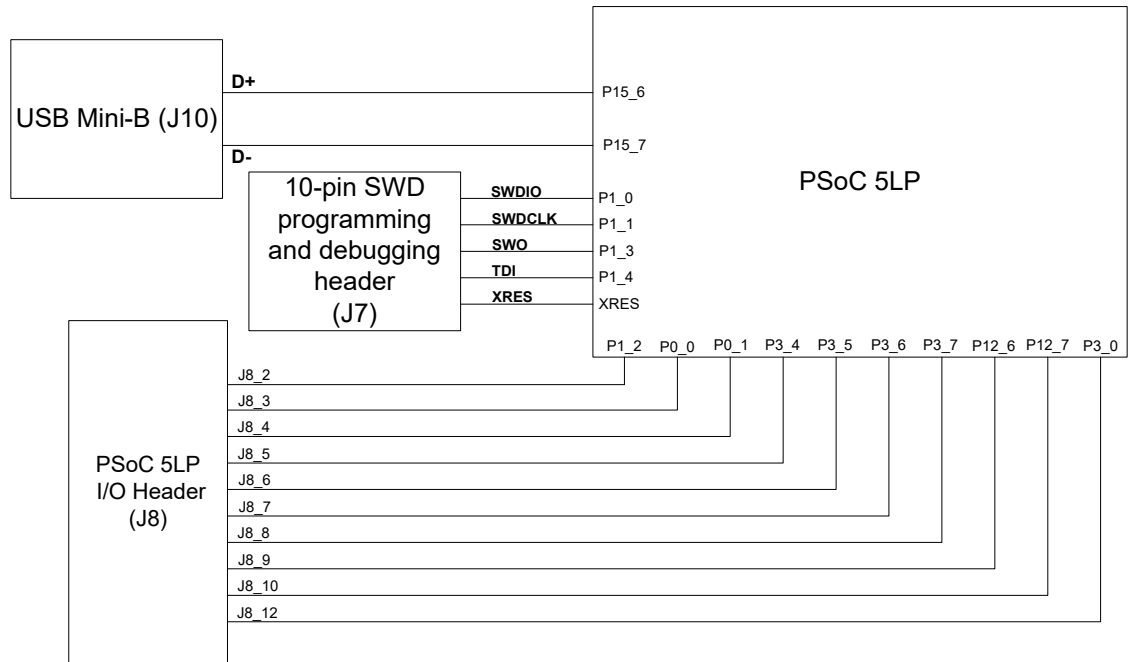 D+
USB Mini-B (J10)
D-
P15_6
P15_7
PSoC 5LP
10-pin SWD
programming
and debugging
header
(J7)
SWDIO
SWDCLK
SWO
TDI
XRES
P1_0
P1_1
P1_3
P1_4
XRES
P1_2 P0_0 P0_1 P3_4 P3_5 P3_6 P3_7 P12_6 P12_7 P3_0
PSoC 5LP
I/O Header
(J8)
J8_2
J8_3
J8_4
J8_5
J8_6
J8_7
J8_8
J8_9
J8_10
J8_12